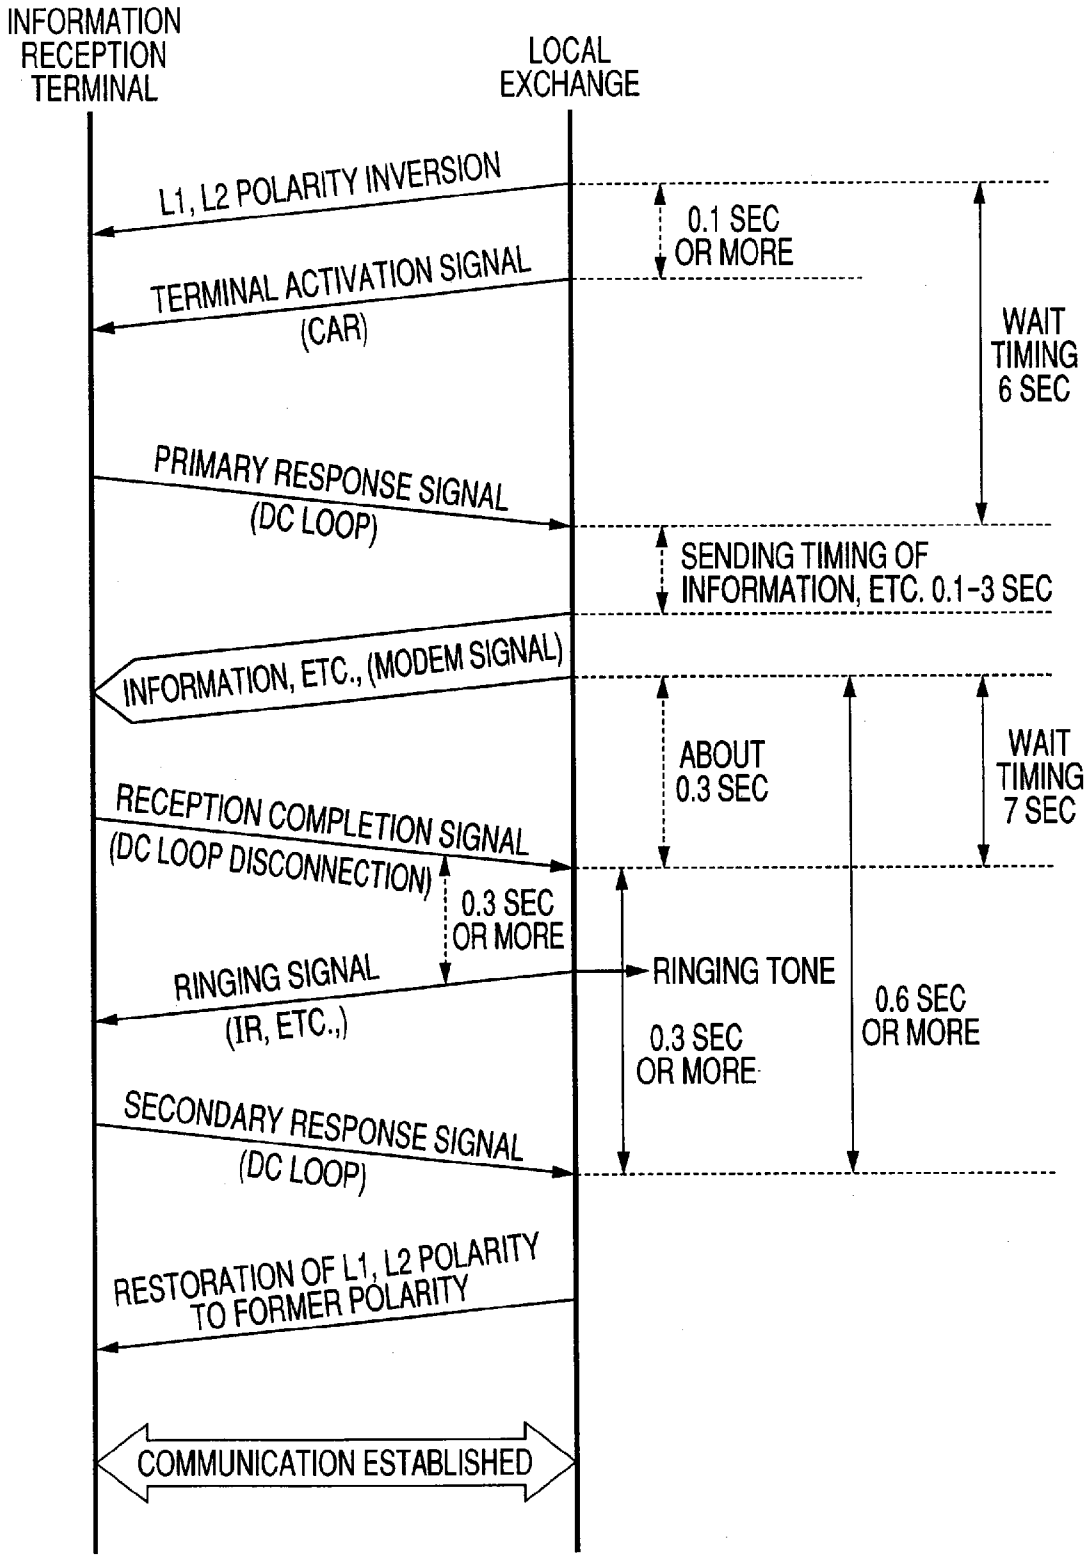 INFORMATION
RECEPTION
TERMINAL
LOCAL
EXCHANGE
L1, L2 POLARITY INVERSION
0.1 SEC
OR MORE
TERMINAL ACTIVATION SIGNAL
(CAR)
WAIT
TIMING
6 SEC
PRIMARY RESPONSE SIGNAL
(DC LOOP)
SENDING TIMING OF
INFORMATION, ETC. 0.1-3 SEC
INFORMATION, ETC., (MODEM SIGNAL)
ABOUT
0.3 SEC
WAIT
TIMING
7 SEC
RECEPTION COMPLETION SIGNAL
(DC LOOP DISCONNECTION)
0.3 SEC
OR MORE
RINGING SIGNAL
(IR, ETC.,)
RINGING TONE
0.6 SEC
OR MORE
0.3 SEC
OR MORE
SECONDARY RESPONSE SIGNAL
(DC LOOP)
RESTORATION OF L1, L2 POLARITY
TO FORMER POLARITY
COMMUNICATION ESTABLISHED